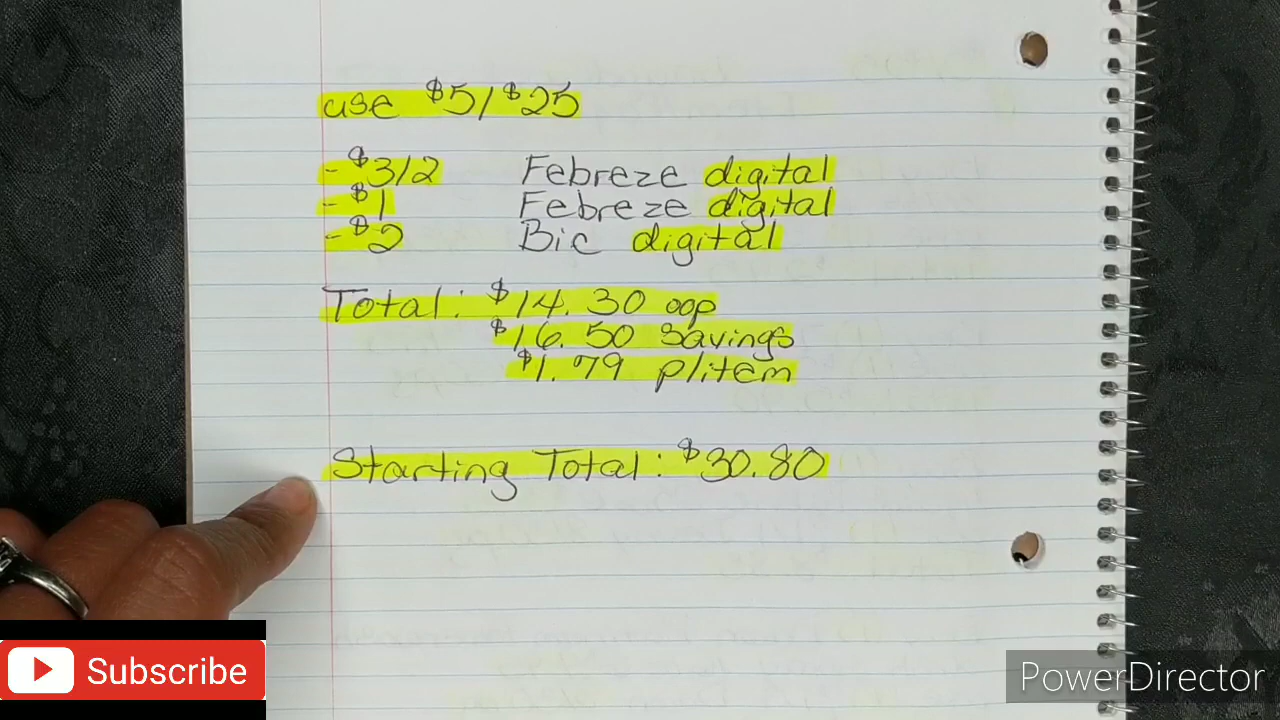 use $5/$25
- $3/2 Febreze digital
- $1 Febreze digital
- $2 Bic digital
Total: $14.30 oop
$16.50 savings
$1.79 p/item
Starting Total: $30.80
Subscribe
PowerDirector